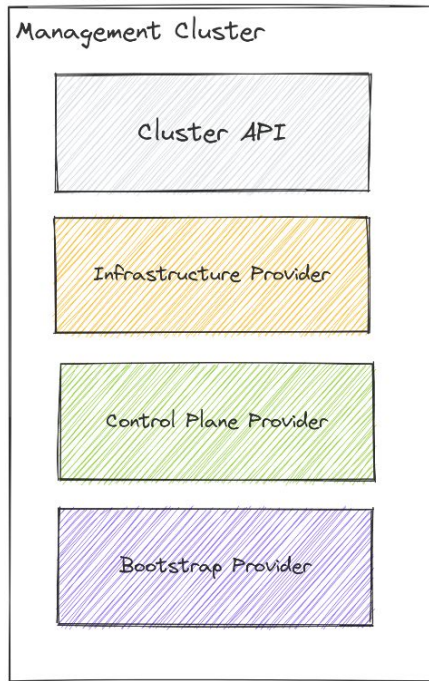 Management Cluster
Cluster API
Infrastructure Provider
Control Plane Provider
Bootstrap Provider